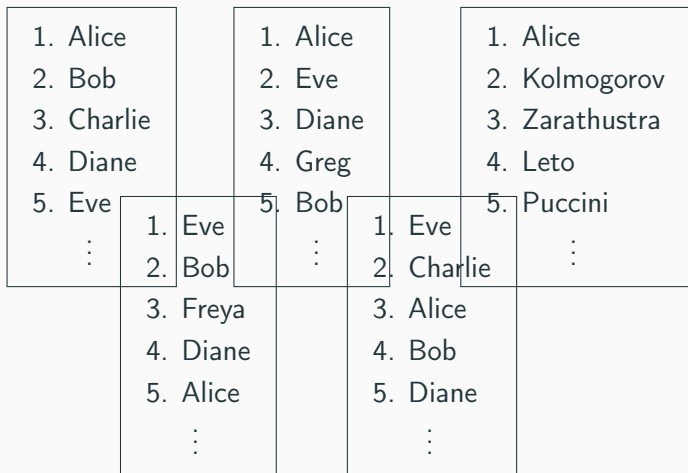 1. Alice
2. Bob
3. Charlie
4. Diane
5. Eve
⋮
1. Alice
2. Eve
3. Diane
4. Greg
5. Bob
⋮
1. Alice
2. Kolmogorov
3. Zarathustra
4. Leto
5. Puccini
⋮
1. Eve
2. Bob
3. Freya
4. Diane
5. Alice
⋮
1. Eve
2. Charlie
3. Alice
4. Bob
5. Diane
⋮